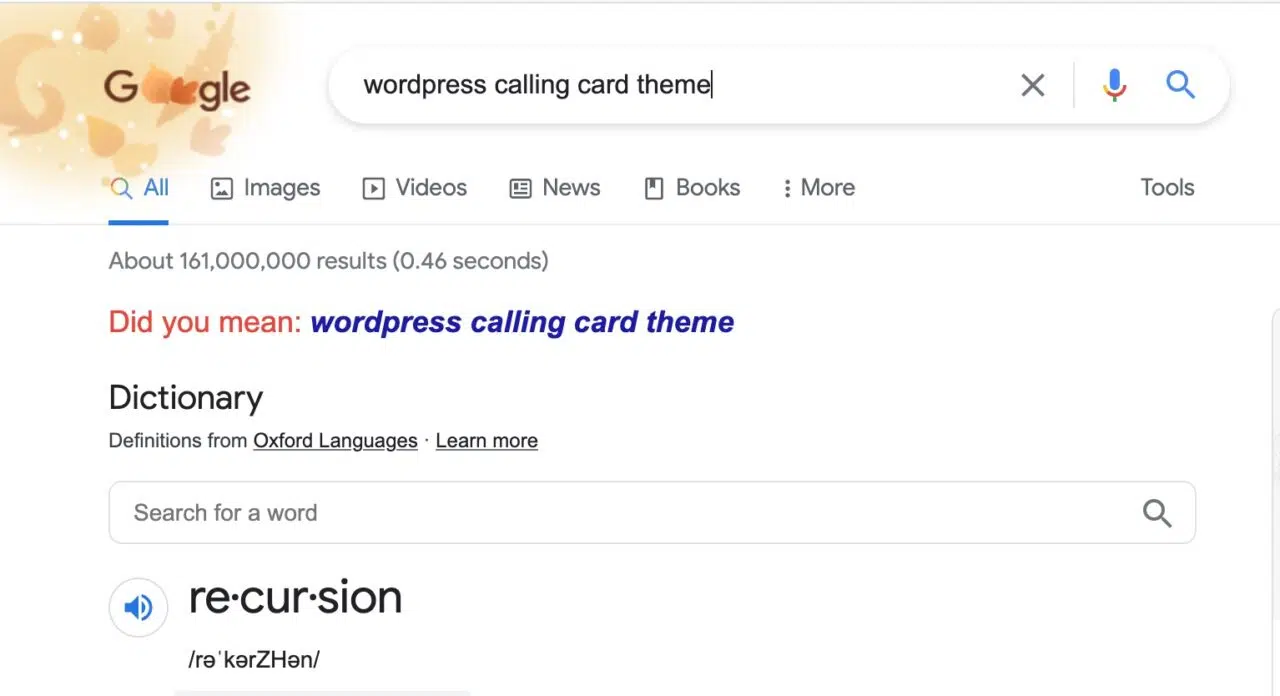 Google
wordpress calling card theme
All Images Videos News Books More Tools
About 161,000,000 results (0.46 seconds)
Did you mean: wordpress calling card theme
Dictionary
Definitions from Oxford Languages · Learn more
Search for a word
re·cur·sion
/rəˈkərZHən/